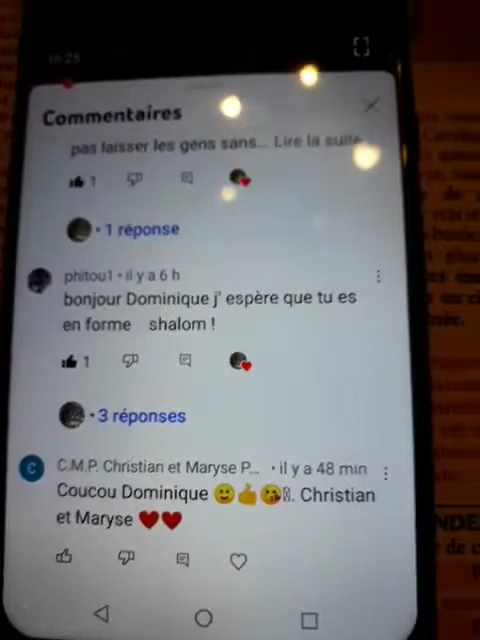 16:25
Commentaires
pas laisser les gens sans... Lire la suite
1
• 1 réponse
phitou1 • il y a 6 h
bonjour Dominique j' espère que tu es
en forme shalom !
1
• 3 réponses
C
C.M.P. Christian et Maryse P... • il y a 48 min
Coucou Dominique 🙂👍😘. Christian
et Maryse ❤️❤️